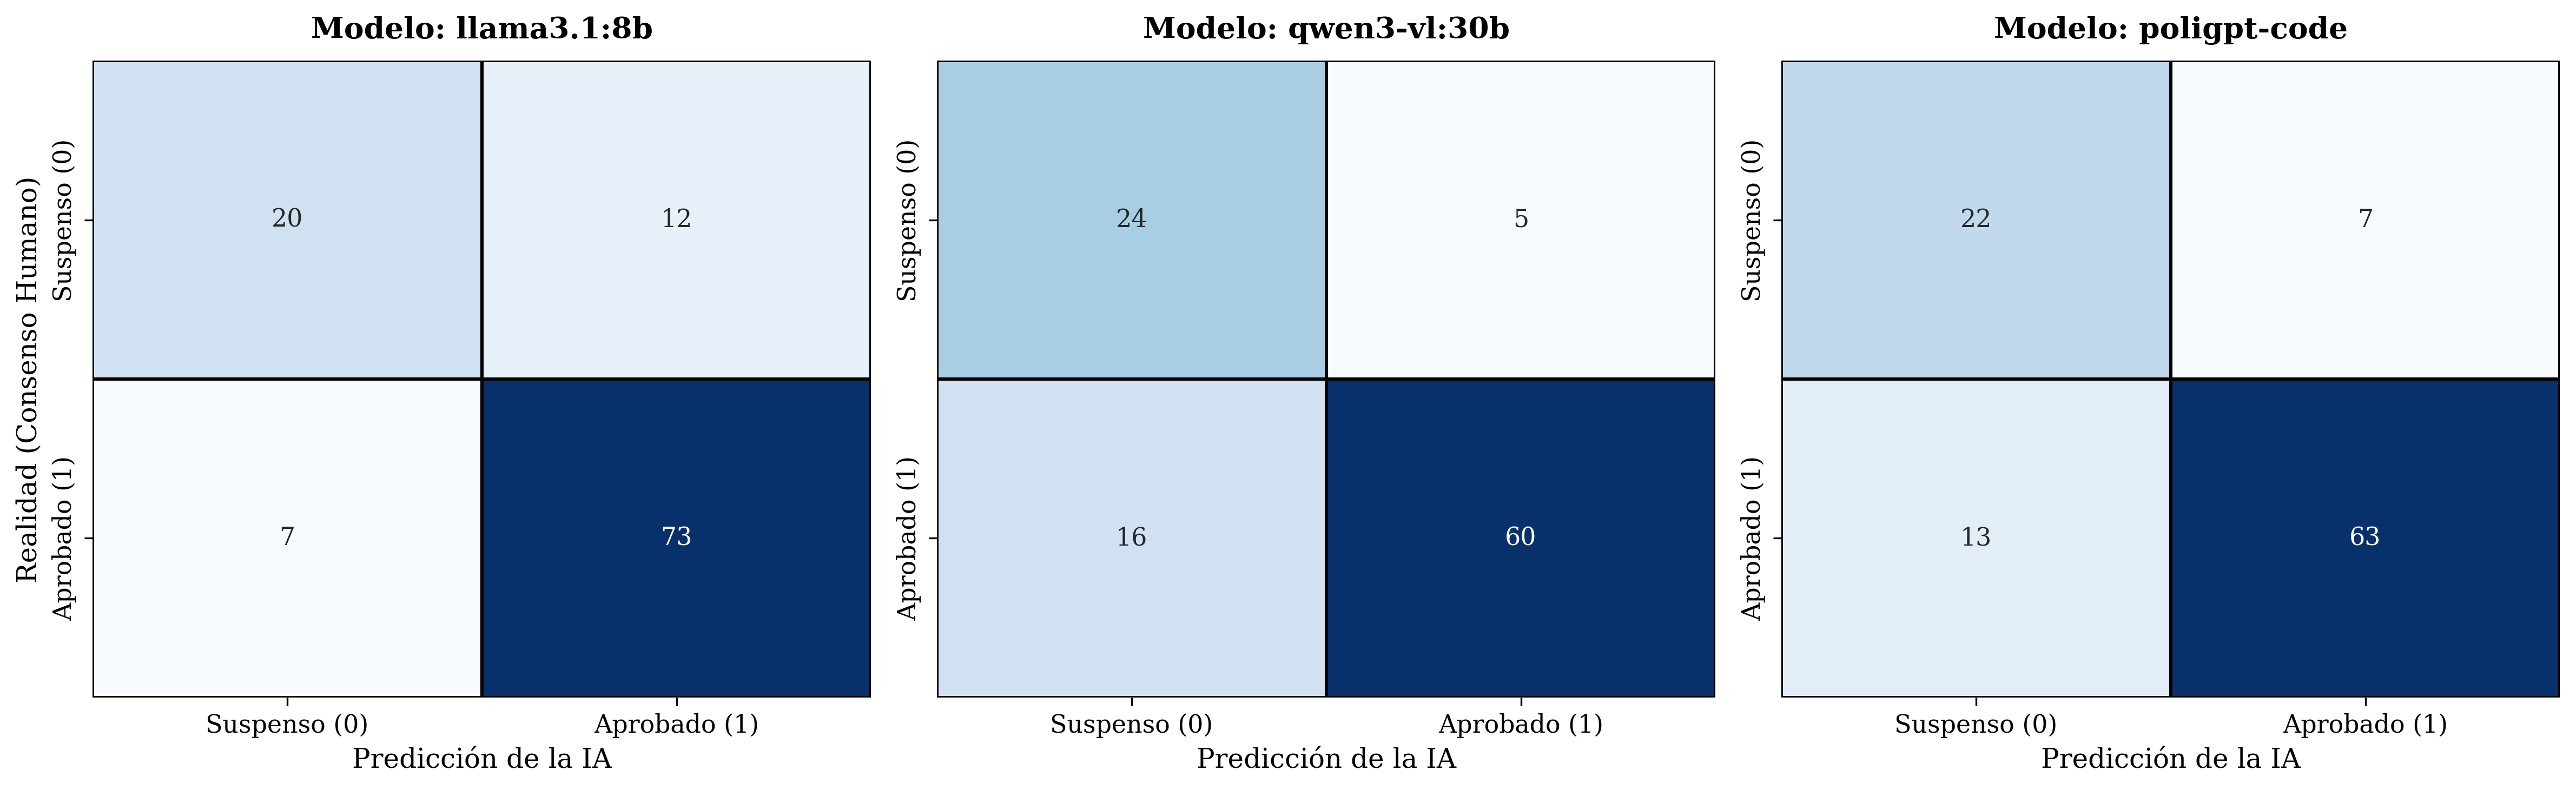 Modelo: llama3.1:8b
Realidad (Consenso Humano)
Suspenso (0)
Aprobado (1)
20
12
7
73
Suspenso (0)
Aprobado (1)
Predicción de la IA
Modelo: qwen3-vl:30b
Suspenso (0)
Aprobado (1)
24
5
16
60
Suspenso (0)
Aprobado (1)
Predicción de la IA
Modelo: poligpt-code
Suspenso (0)
Aprobado (1)
22
7
13
63
Suspenso (0)
Aprobado (1)
Predicción de la IA